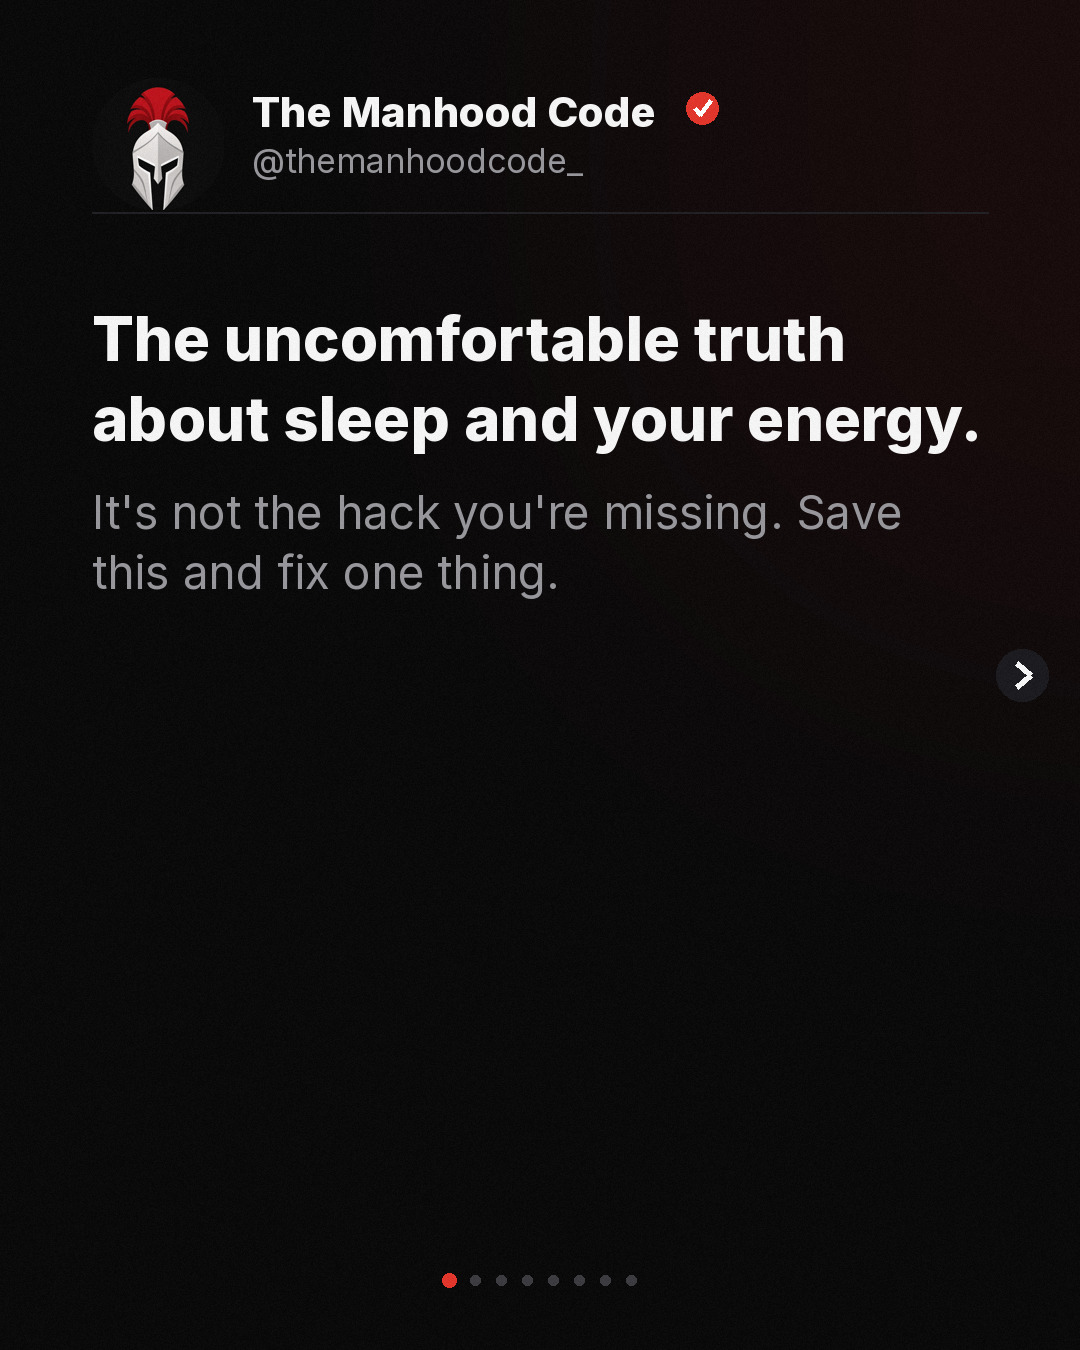 The Manhood Code
@themanhoodcode_
The uncomfortable truth
about sleep and your energy.
It's not the hack you're missing. Save
this and fix one thing.